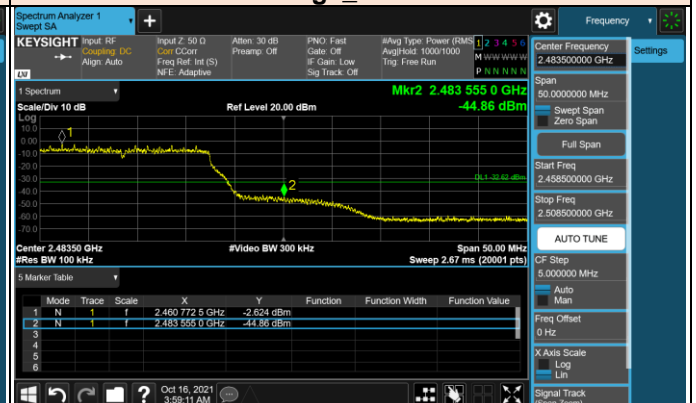 Spectrum Analyzer 1
Swept SA
+
Frequency
KEYSIGHT
Input: RF
Coupling: DC
Align: Auto
Input Z: 50 Ω
Corr CCorr
Freq Ref: Int (S)
NFE: Adaptive
Atten: 30 dB
Preamp: Off
PNO: Fast
Gate: Off
IF Gain: Low
Sig Track: Off
#Avg Type: Power (RMS
Avg|Hold: 1000/1000
Trig: Free Run
1 2 3 4 5 6
M W W W W W
P N N N N N
LXI
1 Spectrum
Scale/Div 10 dB
Ref Level 20.00 dBm
Mkr2 2.483 555 0 GHz
-44.86 dBm
Log
10.0
0.00
-10.0
-20.0
-30.0
-40.0
-50.0
-60.0
-70.0
1
2
DL1 -32.62 dBm
Center 2.48350 GHz
#Video BW 300 kHz
Span 50.00 MHz
#Res BW 100 kHz
Sweep 2.67 ms (20001 pts)
5 Marker Table
Mode Trace Scale X Y Function Function Width Function Value
1 N 1 f 2.460 772 5 GHz -2.624 dBm
2 N 1 f 2.483 555 0 GHz -44.86 dBm
3
4
5
6
?
Oct 16, 2021
3:59:11 AM
Center Frequency
2.483500000 GHz
Settings
Span
50.0000000 MHz
Swept Span
Zero Span
Full Span
Start Freq
2.458500000 GHz
Stop Freq
2.508500000 GHz
AUTO TUNE
CF Step
5.000000 MHz
Auto
Man
Freq Offset
0 Hz
X Axis Scale
Log
Lin
Signal Track
(Span Zoom)